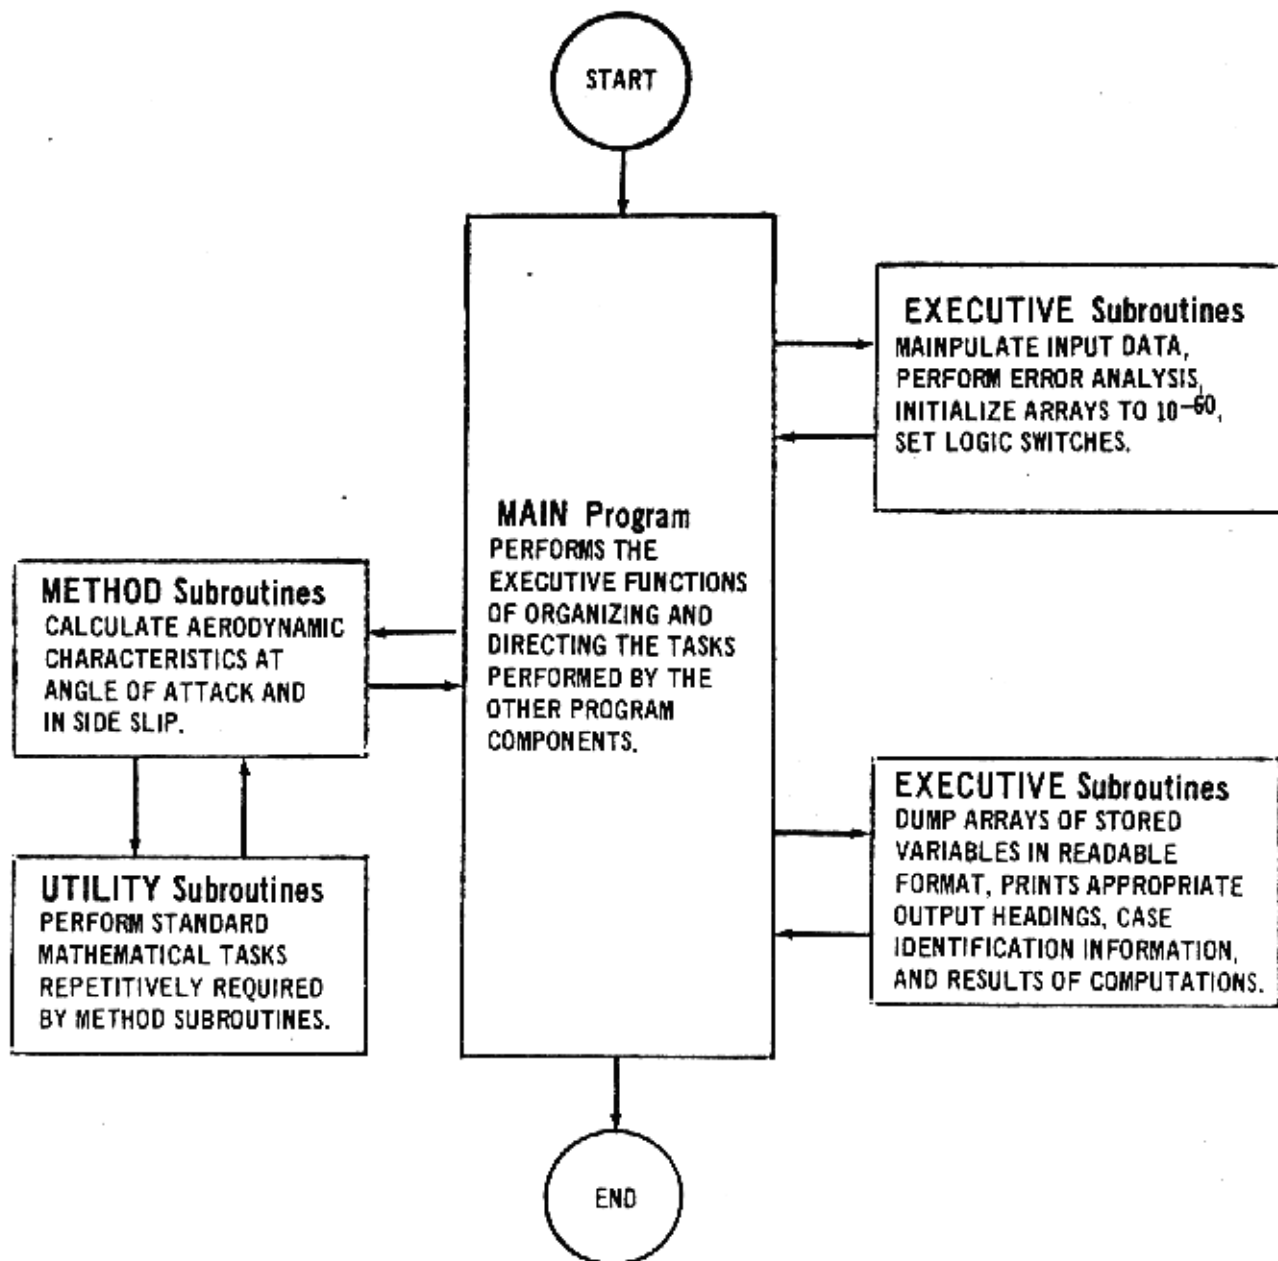 START
EXECUTIVE Subroutines
MAINPULATE INPUT DATA,
PERFORM ERROR ANALYSIS,
INITIALIZE ARRAYS TO 10-60,
SET LOGIC SWITCHES.
MAIN Program
PERFORMS THE
EXECUTIVE FUNCTIONS
OF ORGANIZING AND
DIRECTING THE TASKS
PERFORMED BY THE
OTHER PROGRAM
COMPONENTS.
METHOD Subroutines
CALCULATE AERODYNAMIC
CHARACTERISTICS AT
ANGLE OF ATTACK AND
IN SIDE SLIP.
UTILITY Subroutines
PERFORM STANDARD
MATHEMATICAL TASKS
REPETITIVELY REQUIRED
BY METHOD SUBROUTINES.
EXECUTIVE Subroutines
DUMP ARRAYS OF STORED
VARIABLES IN READABLE
FORMAT, PRINTS APPROPRIATE
OUTPUT HEADINGS, CASE
IDENTIFICATION INFORMATION,
AND RESULTS OF COMPUTATIONS.
END